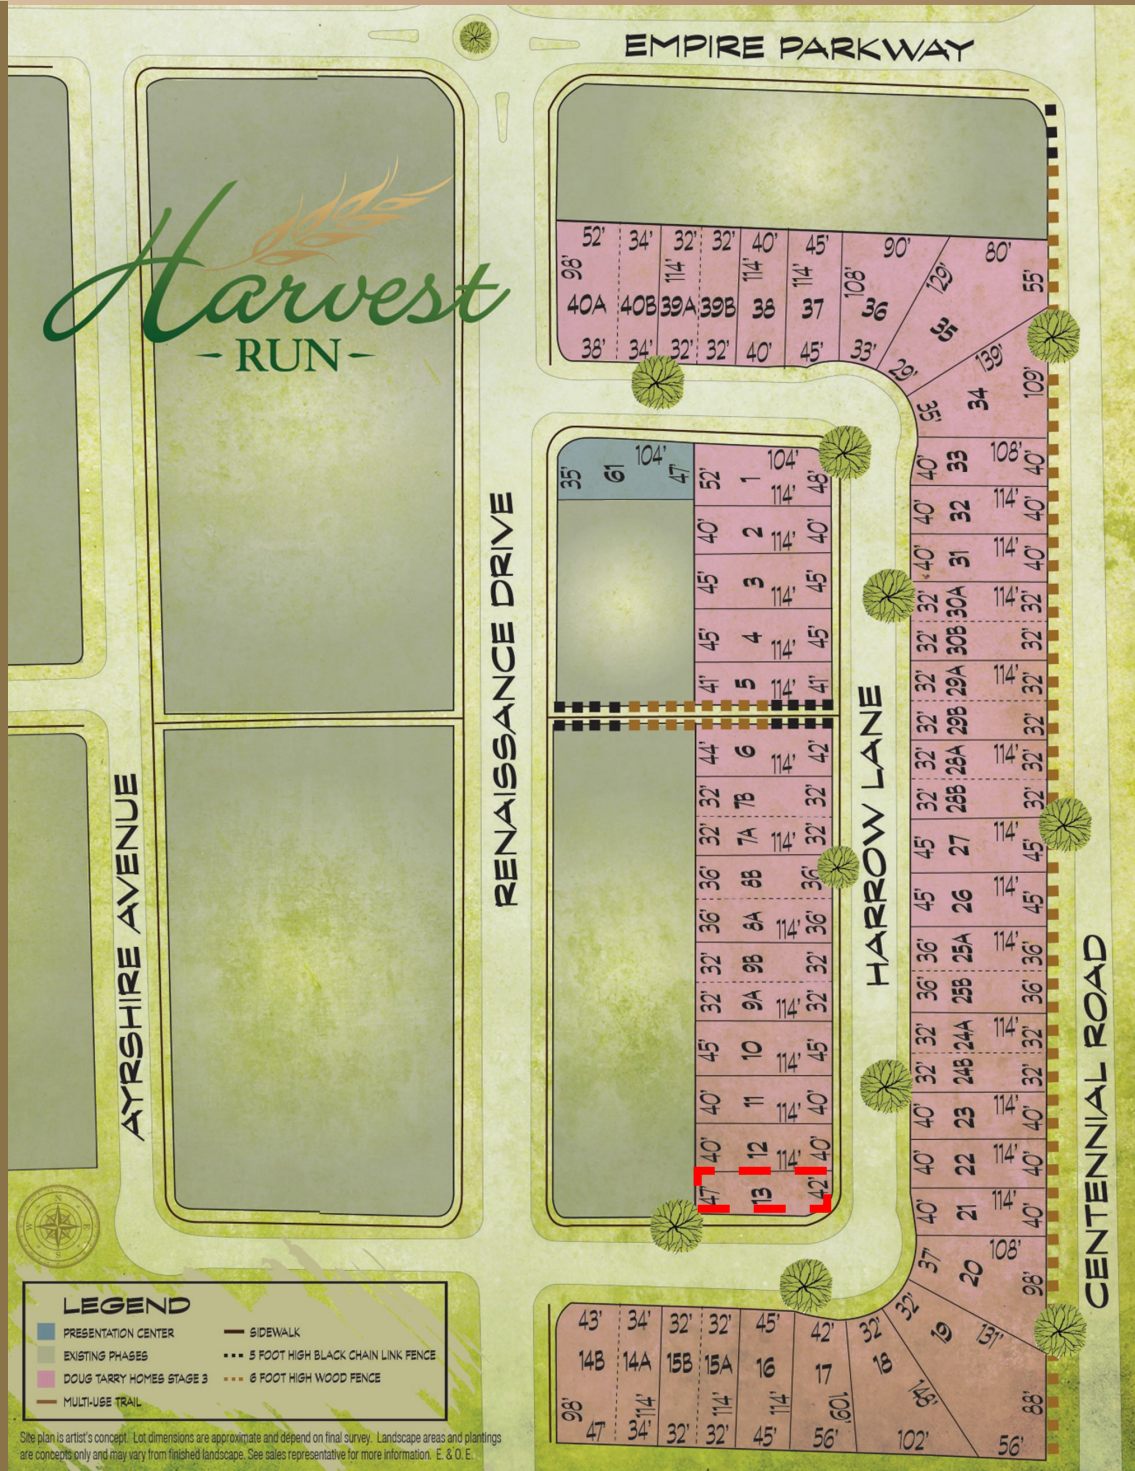 EMPIRE PARKWAY
Harvest
RUN
52' 34' 32' 32' 40' 45' 90' 80'
98' 114' 114' 114' 108' 129' 55'
40A 40B 39A 39B 38 37 36 35
38' 34' 32' 32' 40' 45' 33' 29'
139'
35 34 109'
35' 61 104' 47'
52' 1 104' 114' 48'
40' 2 114' 40'
45' 3 114' 45'
45' 4 114' 45'
41' 5 114' 41'
44' 6 114' 42'
32' 7B 32'
32' 7A 114' 32'
36' 8B 36'
36' 8A 114' 36'
32' 9B 32'
32' 9A 114' 32'
45' 10 114' 45'
40' 11 114' 40'
40' 12 114' 40'
47' 13 42'
40' 33 108' 40'
40' 32 114' 40'
40' 31 114' 40'
32' 30A 114' 32'
32' 30B 32'
32' 29A 114' 32'
32' 29B 32'
32' 28A 114' 32'
32' 28B 32'
45' 27 114' 45'
45' 26 114' 45'
36' 25A 114' 36'
36' 25B 36'
32' 24A 114' 32'
32' 24B 32'
40' 23 114' 40'
40' 22 114' 40'
40' 21 114' 40'
37' 20 108' 98'
AYRSHIRE AVENUE
RENAISSANCE DRIVE
HARROW LANE
CENTENNIAL ROAD
43' 34' 32' 32' 45' 42' 32' 32'
14B 14A 15B 15A 16 17 18 19
131'
98' 114' 114' 114' 109' 146' 88'
47' 34' 32' 32' 45' 56' 102' 56'
N
E
S
W
LEGEND
PRESENTATION CENTER
EXISTING PHASES
DOUG TARRY HOMES STAGE 3
MULTI-USE TRAIL
SIDEWALK
5 FOOT HIGH BLACK CHAIN LINK FENCE
6 FOOT HIGH WOOD FENCE
Site plan is artist's concept. Lot dimensions are approximate and depend on final survey. Landscape areas and plantings
are concepts only and may vary from finished landscape. See sales representative for more information. E. & O. E.